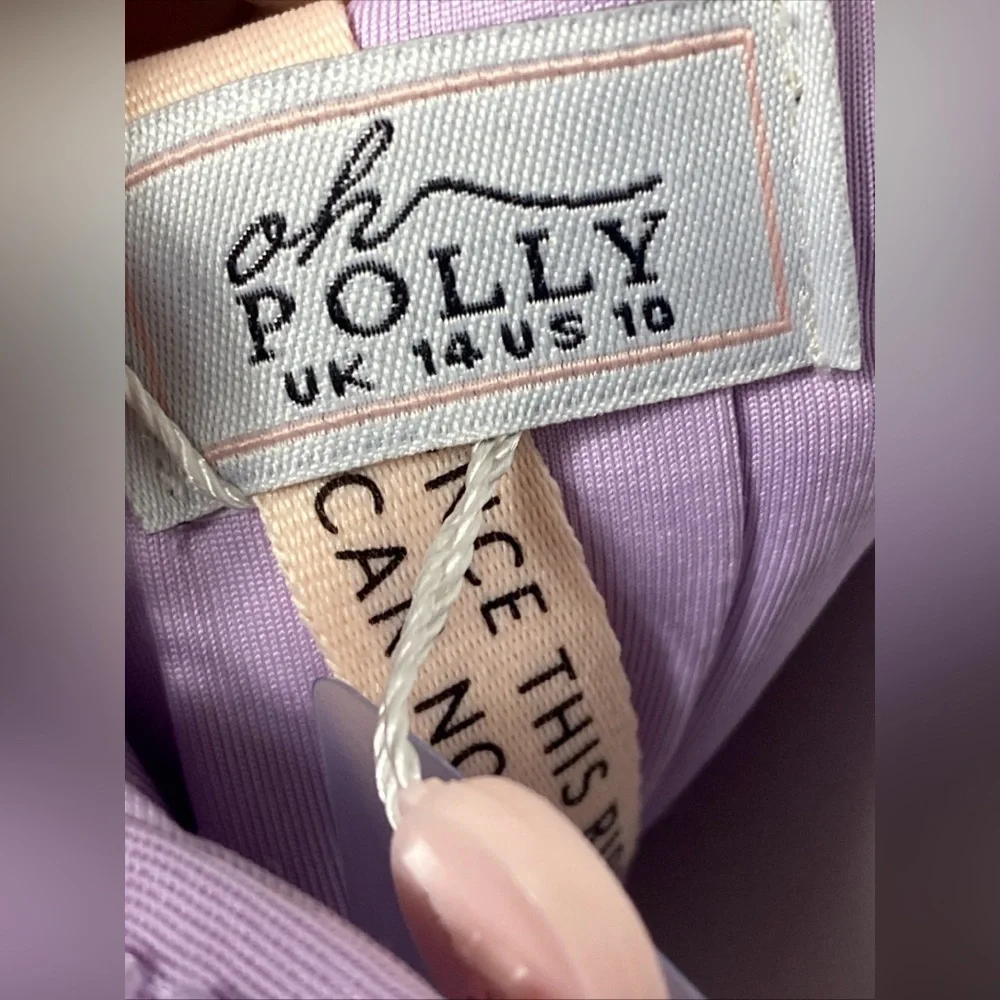 oh
POLLY
UK 14 US 10
NCE THIS
CAN NO